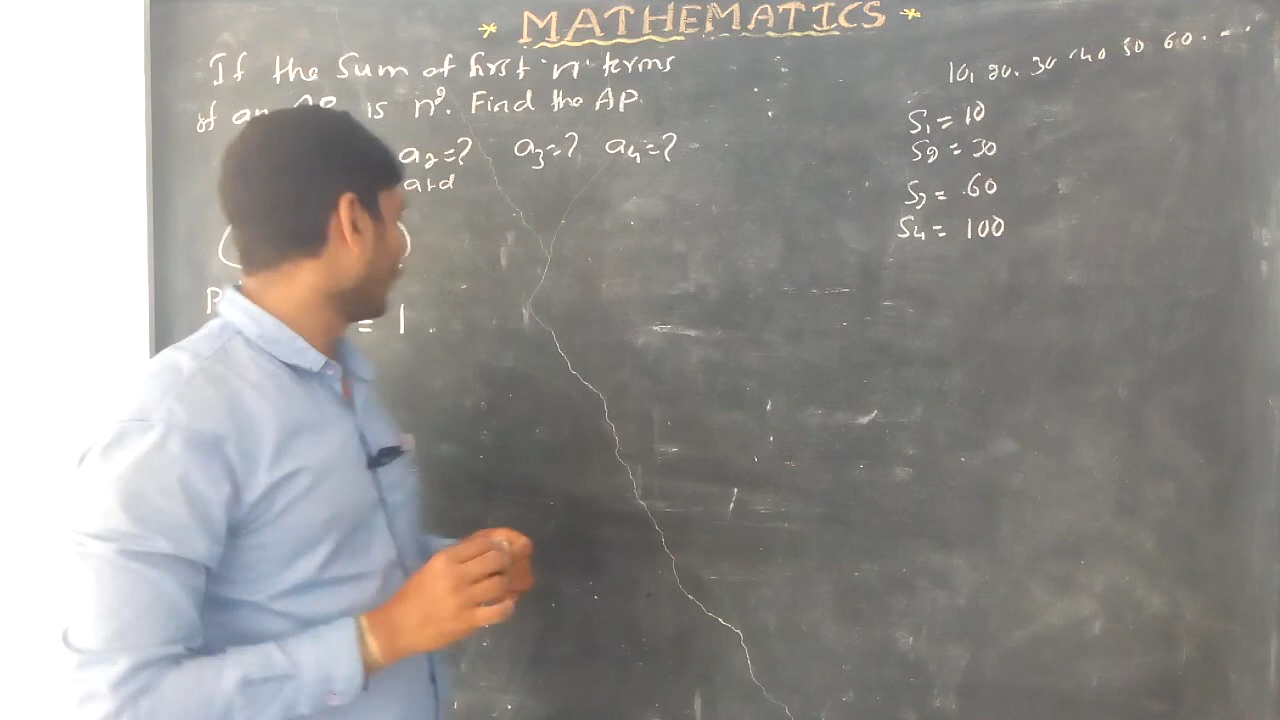 * MATHEMATICS *
If the Sum of first 'n' terms
of an AP is n². Find the AP.
a₂=? a₃=? a₄=?
a+d
= 1
10, 20, 30 40 50 60. - .
S₁ = 10
S₂ = 30
S₃ = 60
S₄ = 100